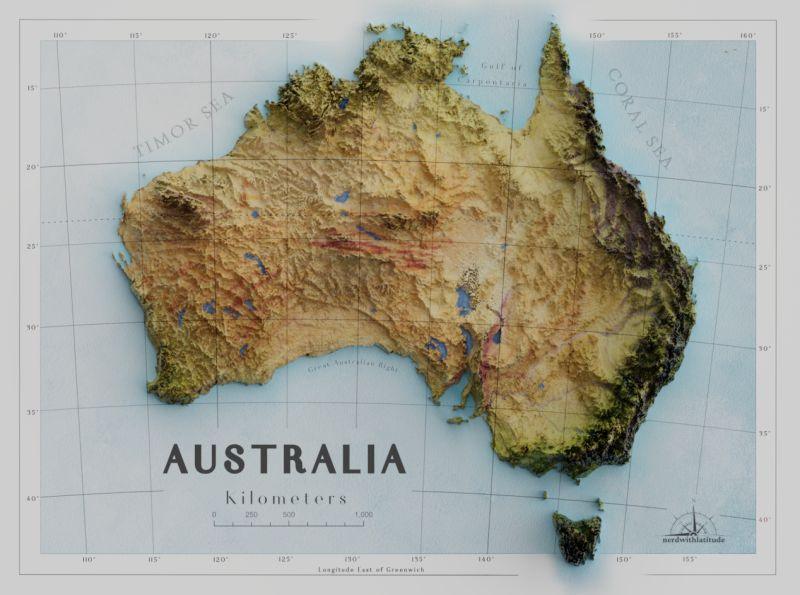 110° 115° 120° 125° 150° 155° 160°
Gulf of
Carpentaria
TIMOR SEA
CORAL SEA
15°
20°
25°
30°
35°
40°
15°
20°
25°
30°
35°
40°
Great Australian Bight
AUSTRALIA
Kilometers
0 250 500 1,000
N
nerdwithlatitude
110° 115° 120° 125° 130° 135° 140° 150° 155°
Longitude East of Greenwich